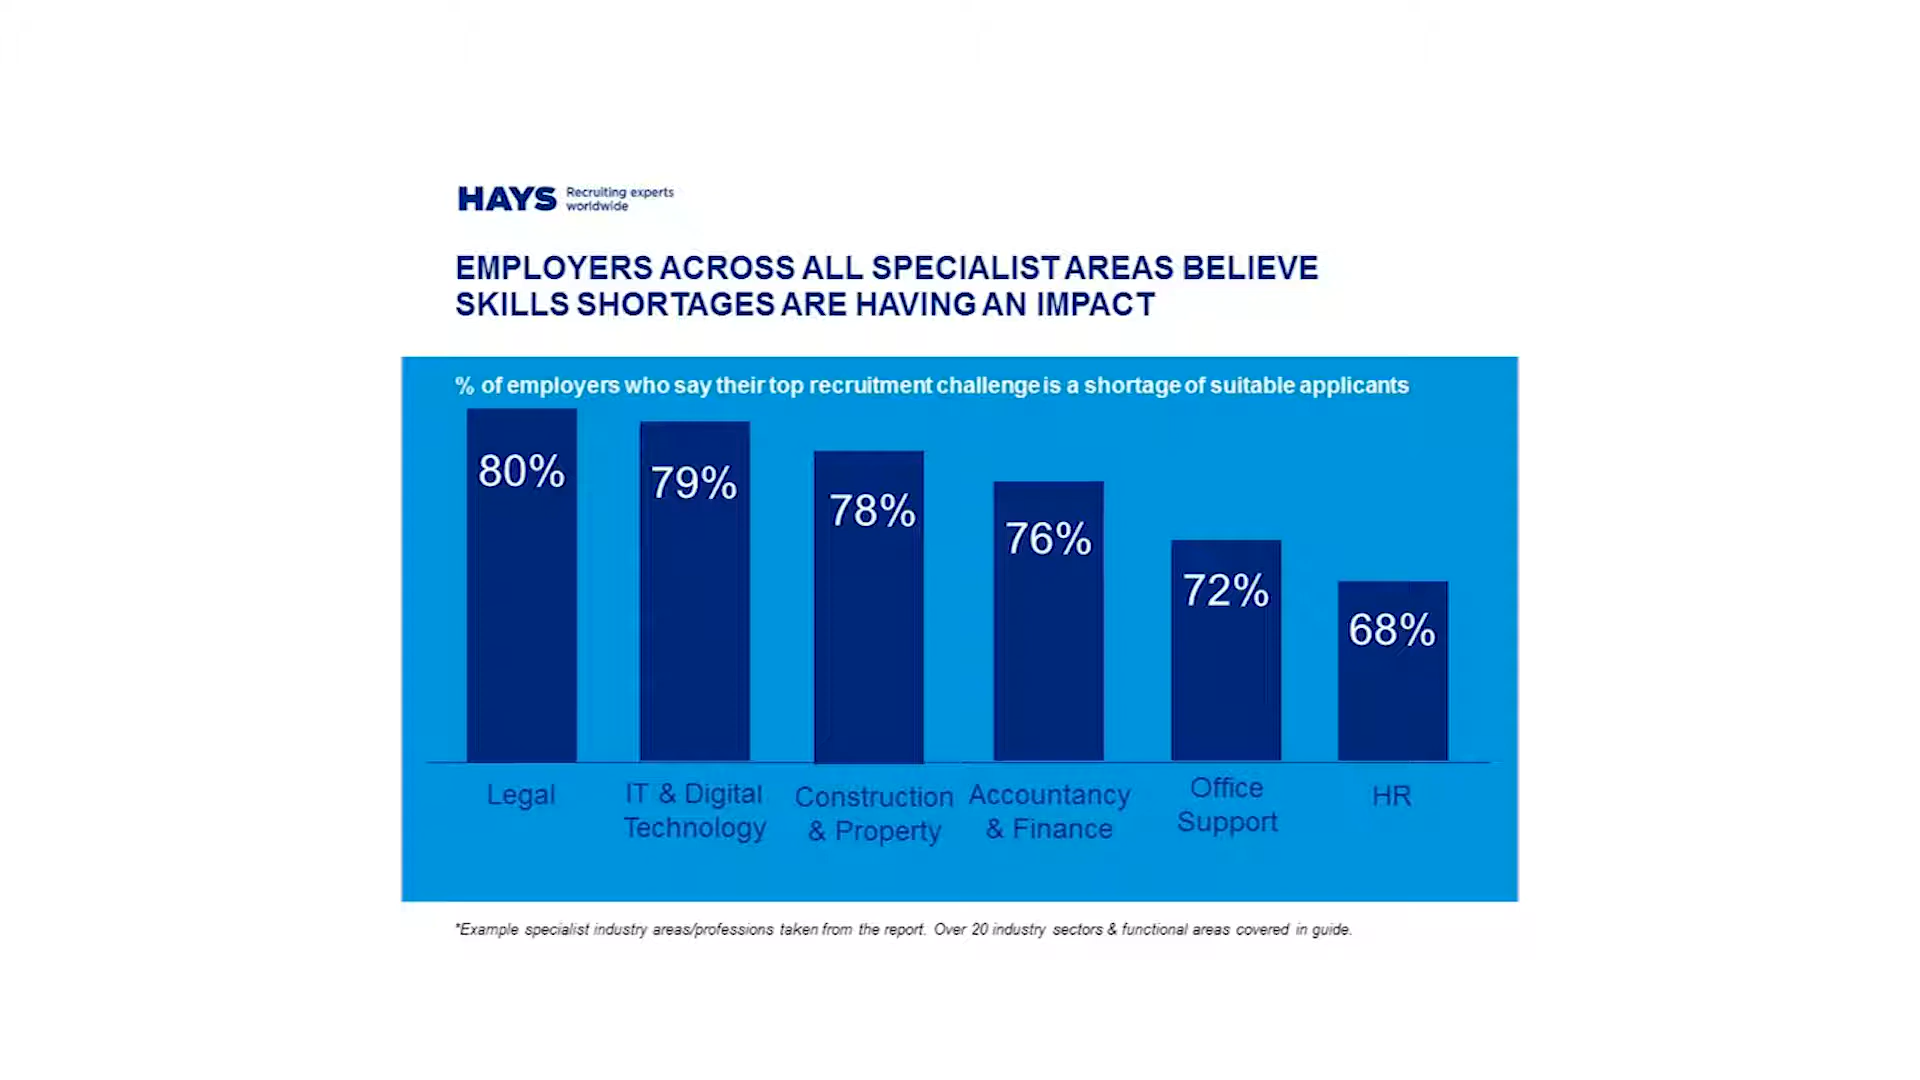 HAYS Recruiting experts
worldwide
EMPLOYERS ACROSS ALL SPECIALIST AREAS BELIEVE
SKILLS SHORTAGES ARE HAVING AN IMPACT
% of employers who say their top recruitment challenge is a shortage of suitable applicants
80%
79%
78%
76%
72%
68%
Legal
IT & Digital
Technology
Construction
& Property
Accountancy
& Finance
Office
Support
HR
*Example specialist industry areas/professions taken from the report. Over 20 industry sectors & functional areas covered in guide.